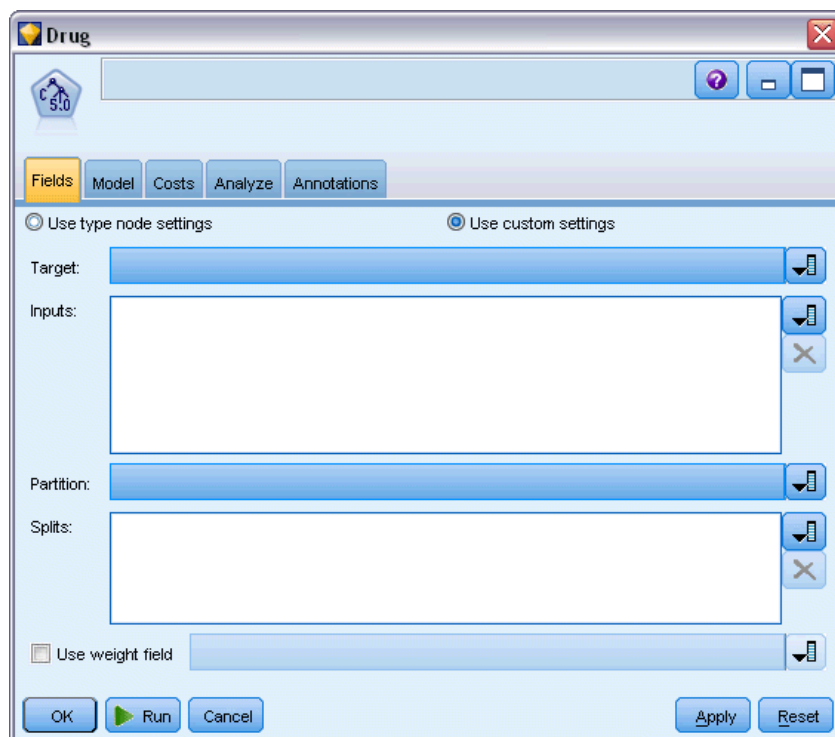 Drug
C 5.0
?
Fields Model Costs Analyze Annotations
Use type node settings Use custom settings
Target:
Inputs:
Partition:
Splits:
Use weight field
OK Run Cancel Apply Reset